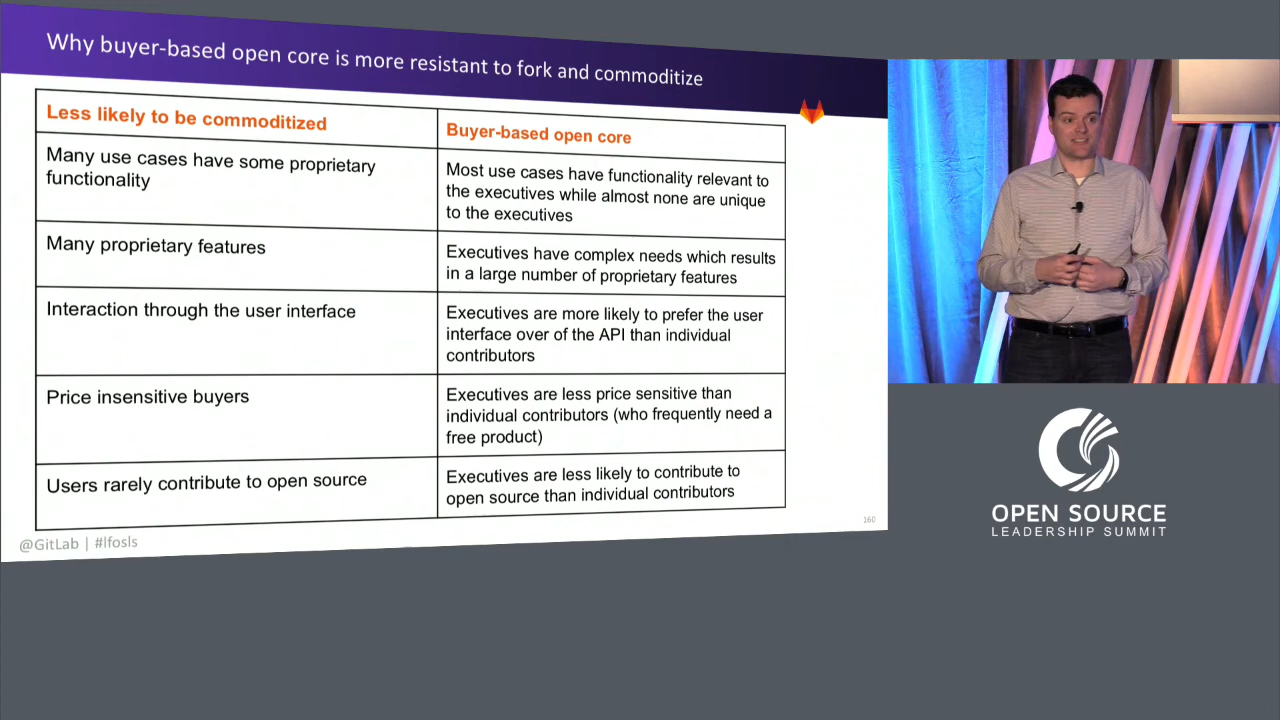 Why buyer-based open core is more resistant to fork and commoditize
Less likely to be commoditized
Buyer-based open core
Many use cases have some proprietary
functionality
Most use cases have functionality relevant to
the executives while almost none are unique
to the executives
Many proprietary features
Executives have complex needs which results
in a large number of proprietary features
Interaction through the user interface
Executives are more likely to prefer the user
interface over of the API than individual
contributors
Price insensitive buyers
Executives are less price sensitive than
individual contributors (who frequently need a
free product)
Users rarely contribute to open source
Executives are less likely to contribute to
open source than individual contributors
160
@GitLab | #lfosls
OPEN SOURCE
LEADERSHIP SUMMIT